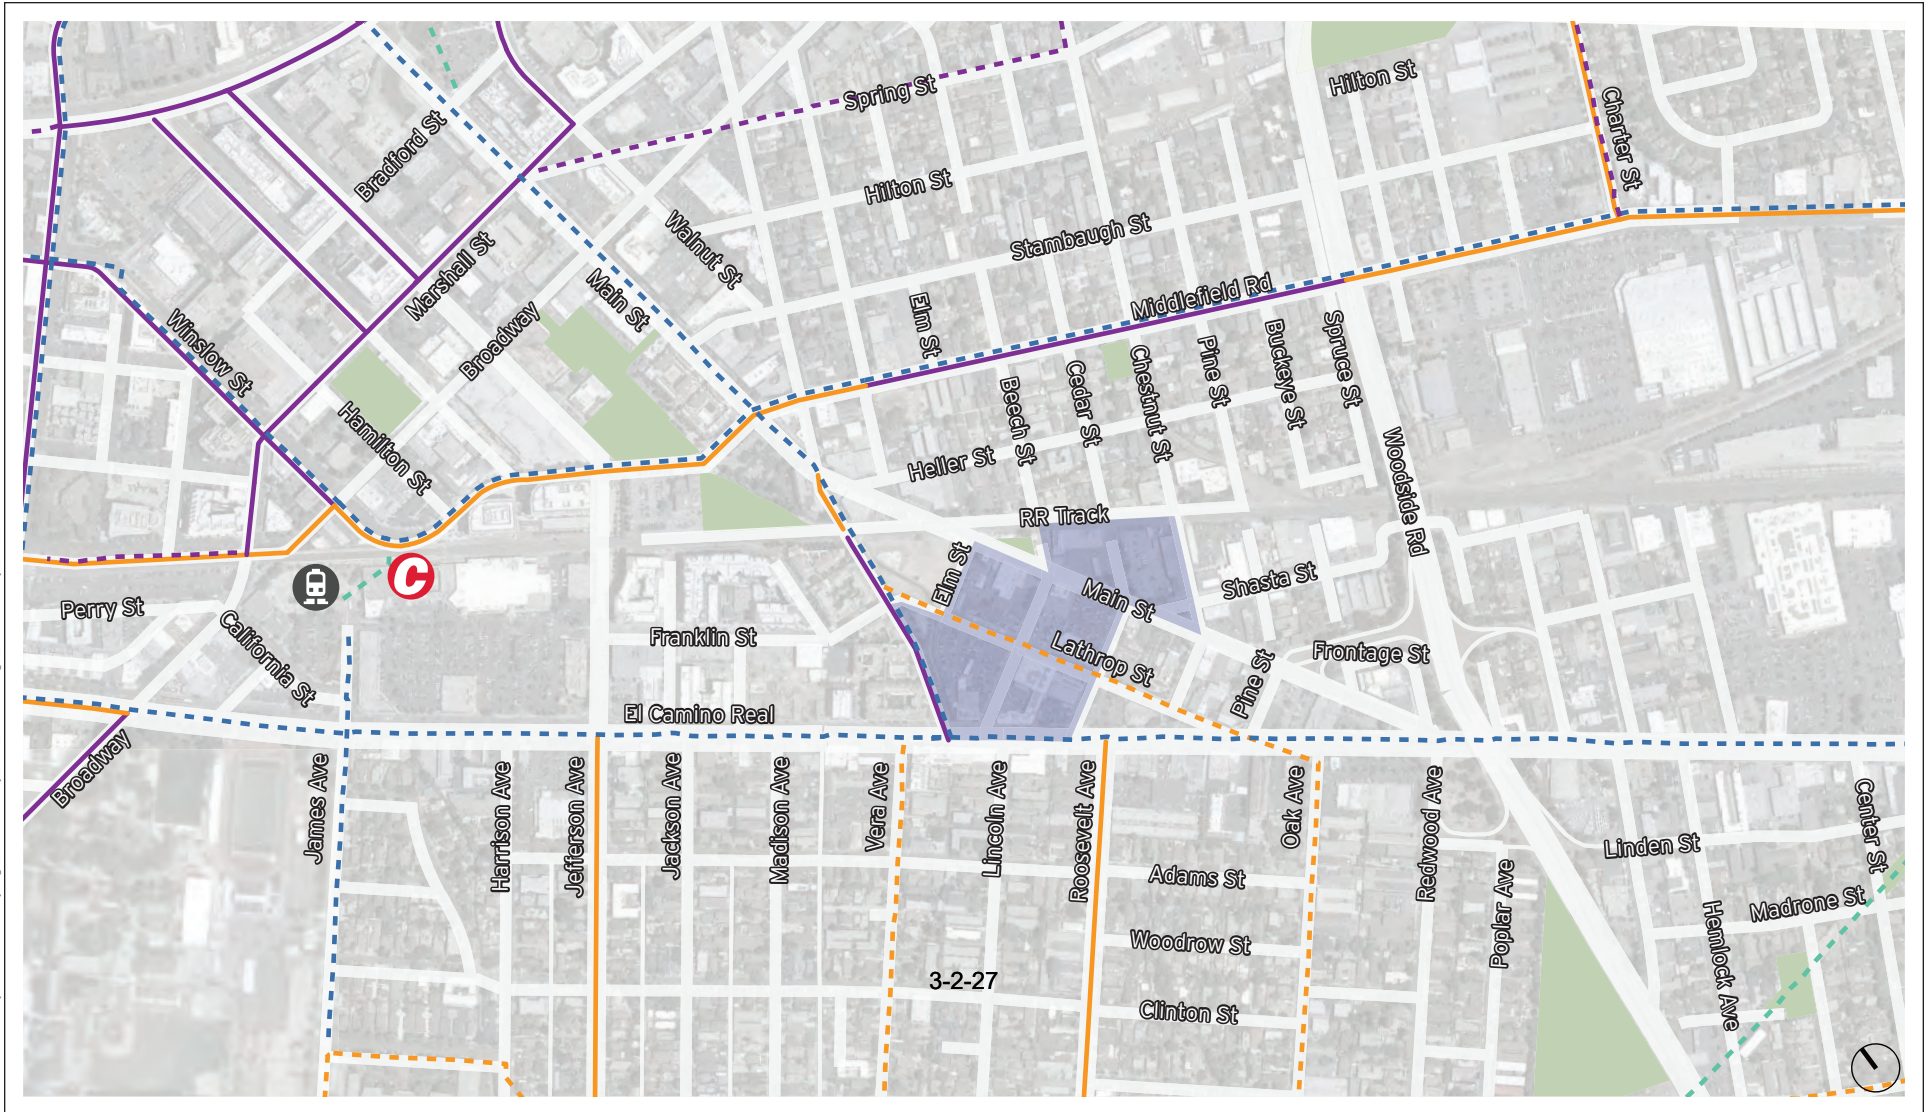 Spring St
Hilton St
Charter St
Bradford St
Hilton St
Walnut St
Stambaugh St
Marshall St
Main St
Middlefield Rd
Elm St
Winslow St
Broadway
Cedar St
Chestnut St
Pine St
Buckeye St
Spruce St
Beech St
Hamilton St
Heller St
Woodside Rd
RR Track
C
Elm St
Shasta St
Main St
Perry St
California St
Franklin St
Lathrop St
Frontage St
Pine St
El Camino Real
Broadway
James Ave
Harrison Ave
Jefferson Ave
Jackson Ave
Madison Ave
Vera Ave
Lincoln Ave
Roosevelt Ave
Oak Ave
Redwood Ave
Poplar Ave
Linden St
Center St
Adams St
Madrone St
Hemlock Ave
Woodrow St
3-2-27
Clinton St